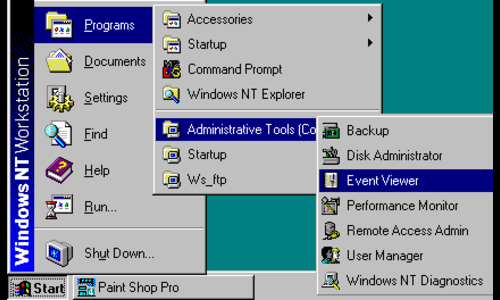 Windows NT Workstation
Programs
Documents
Settings
Find
Help
Run...
Shut Down...
Accessories
Startup
Command Prompt
Windows NT Explorer
Administrative Tools (Co
Startup
Ws_ftp
Backup
Disk Administrator
Event Viewer
Performance Monitor
Remote Access Admin
User Manager
Windows NT Diagnostics
Start
Paint Shop Pro